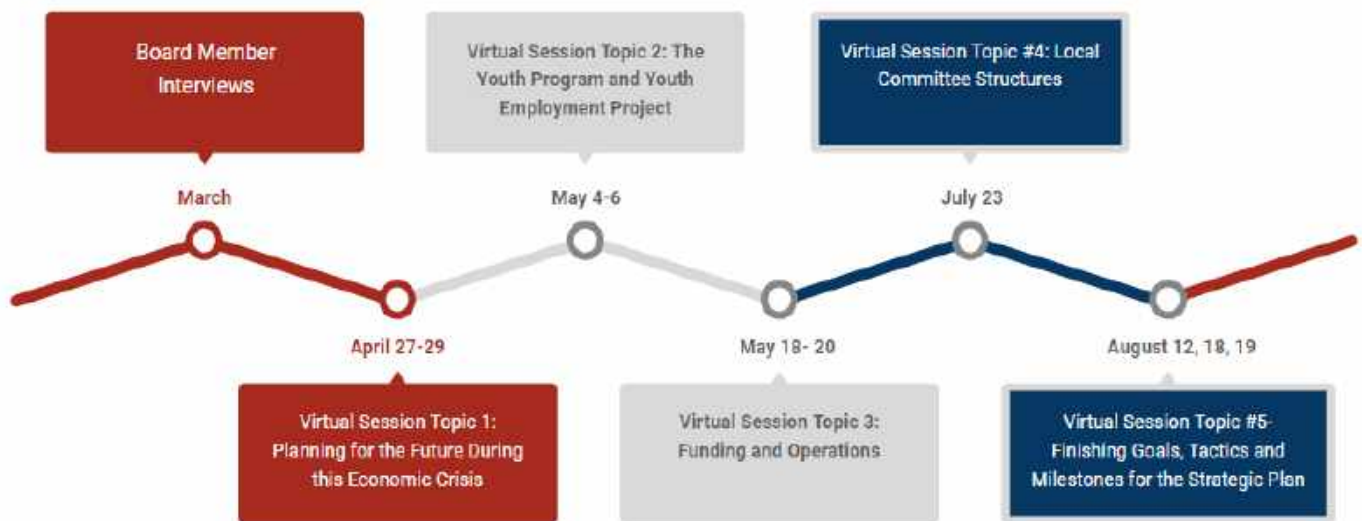 Board Member
Interviews
Virtual Session Topic 2: The
Youth Program and Youth
Employment Project
Virtual Session Topic #4: Local
Committee Structures
March
May 4-6
July 23
April 27-29
May 18- 20
August 12, 18, 19
Virtual Session Topic 1:
Planning for the Future During
this Economic Crisis
Virtual Session Topic 3:
Funding and Operations
Virtual Session Topic #5-
Finishing Goals, Tactics and
Milestones for the Strategic Plan